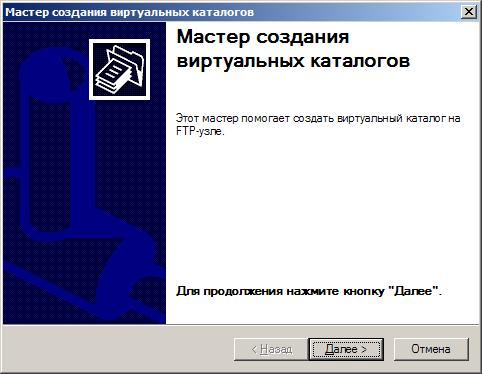 Мастер создания виртуальных каталогов
Мастер создания
виртуальных каталогов
Этот мастер помогает создать виртуальный каталог на
FTP-узле.
Для продолжения нажмите кнопку "Далее".
< Назад
Далее >
Отмена